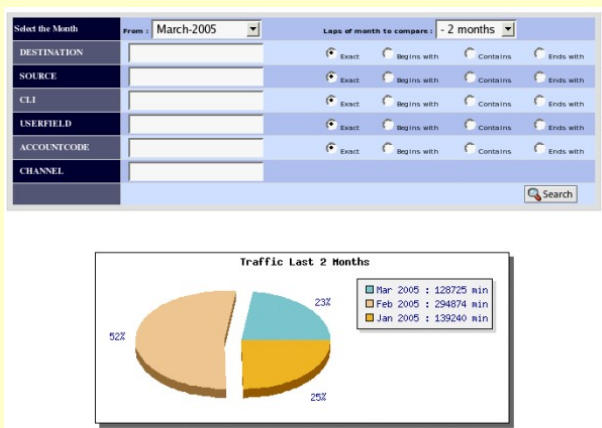 Select the Month From : March-2005 Laps of month to compare : - 2 months
DESTINATION Exact Begins with Contains Ends with
SOURCE Exact Begins with Contains Ends with
CLI Exact Begins with Contains Ends with
USERFIELD Exact Begins with Contains Ends with
ACCOUNTCODE Exact Begins with Contains Ends with
CHANNEL
Search
Traffic Last 2 Months
Mar 2005 : 128725 min
Feb 2005 : 294874 min
Jan 2005 : 139240 min
23%
52%
25%